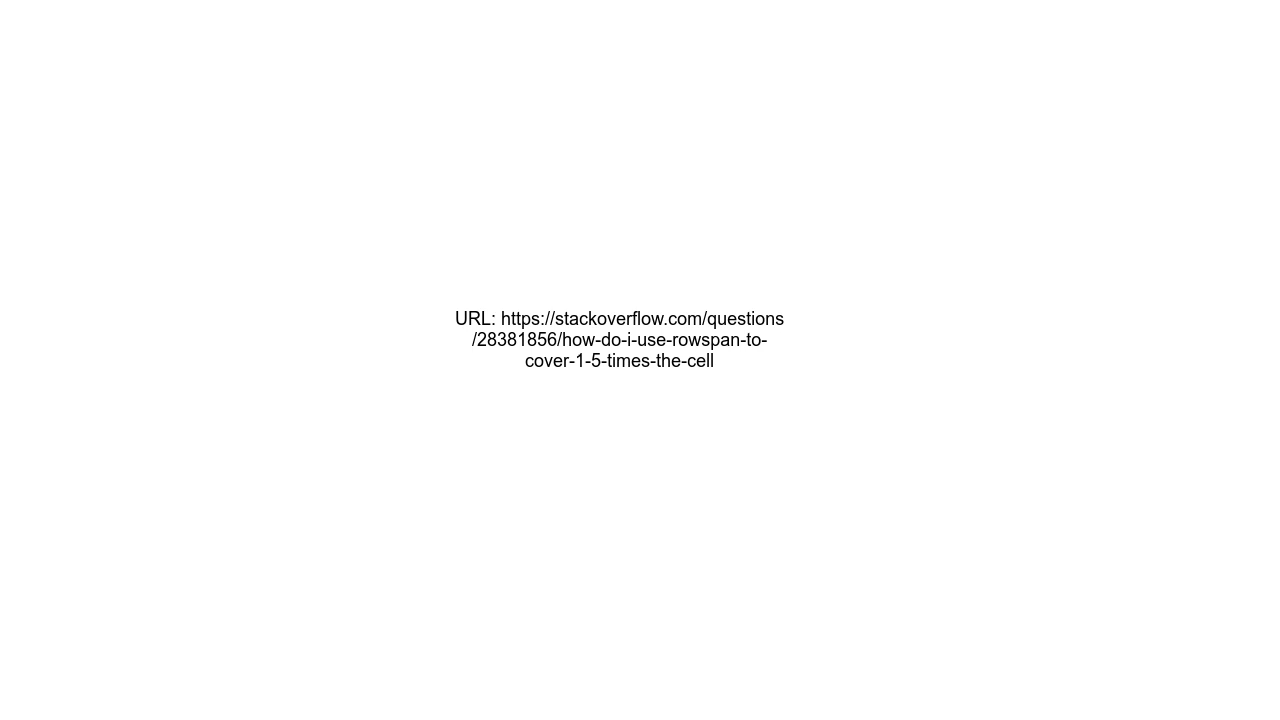 URL: https://stackoverflow.com/questions
/28381856/how-do-i-use-rowspan-to-
cover-1-5-times-the-cell